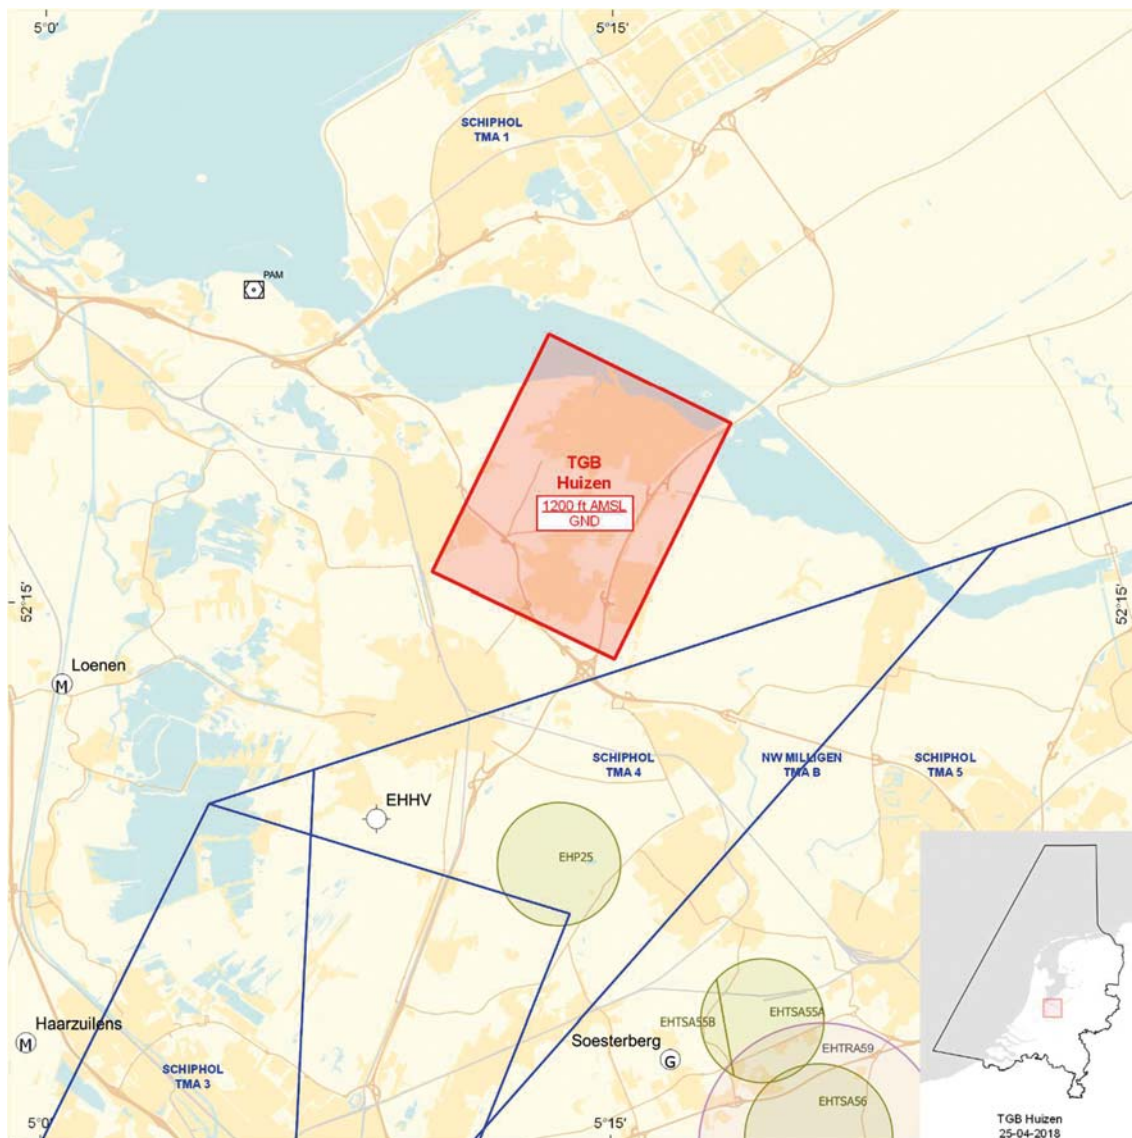 5°0'
5°15'
SCHIPHOL
TMA 1
PAM
TGB
Huizen
1200 ft AMSL
GND
52°15'
52°15'
Loenen
M
SCHIPHOL
TMA 4
NW MILLIGEN
TMA B
SCHIPHOL
TMA 5
EHHV
EHP25
EHTSA55A
EHTSA55B
Haarzuilens
M
Soesterberg
G
EHTRA59
SCHIPHOL
TMA 3
EHTSA56
5°0'
5°15'
TGB Huizen
25-04-2018